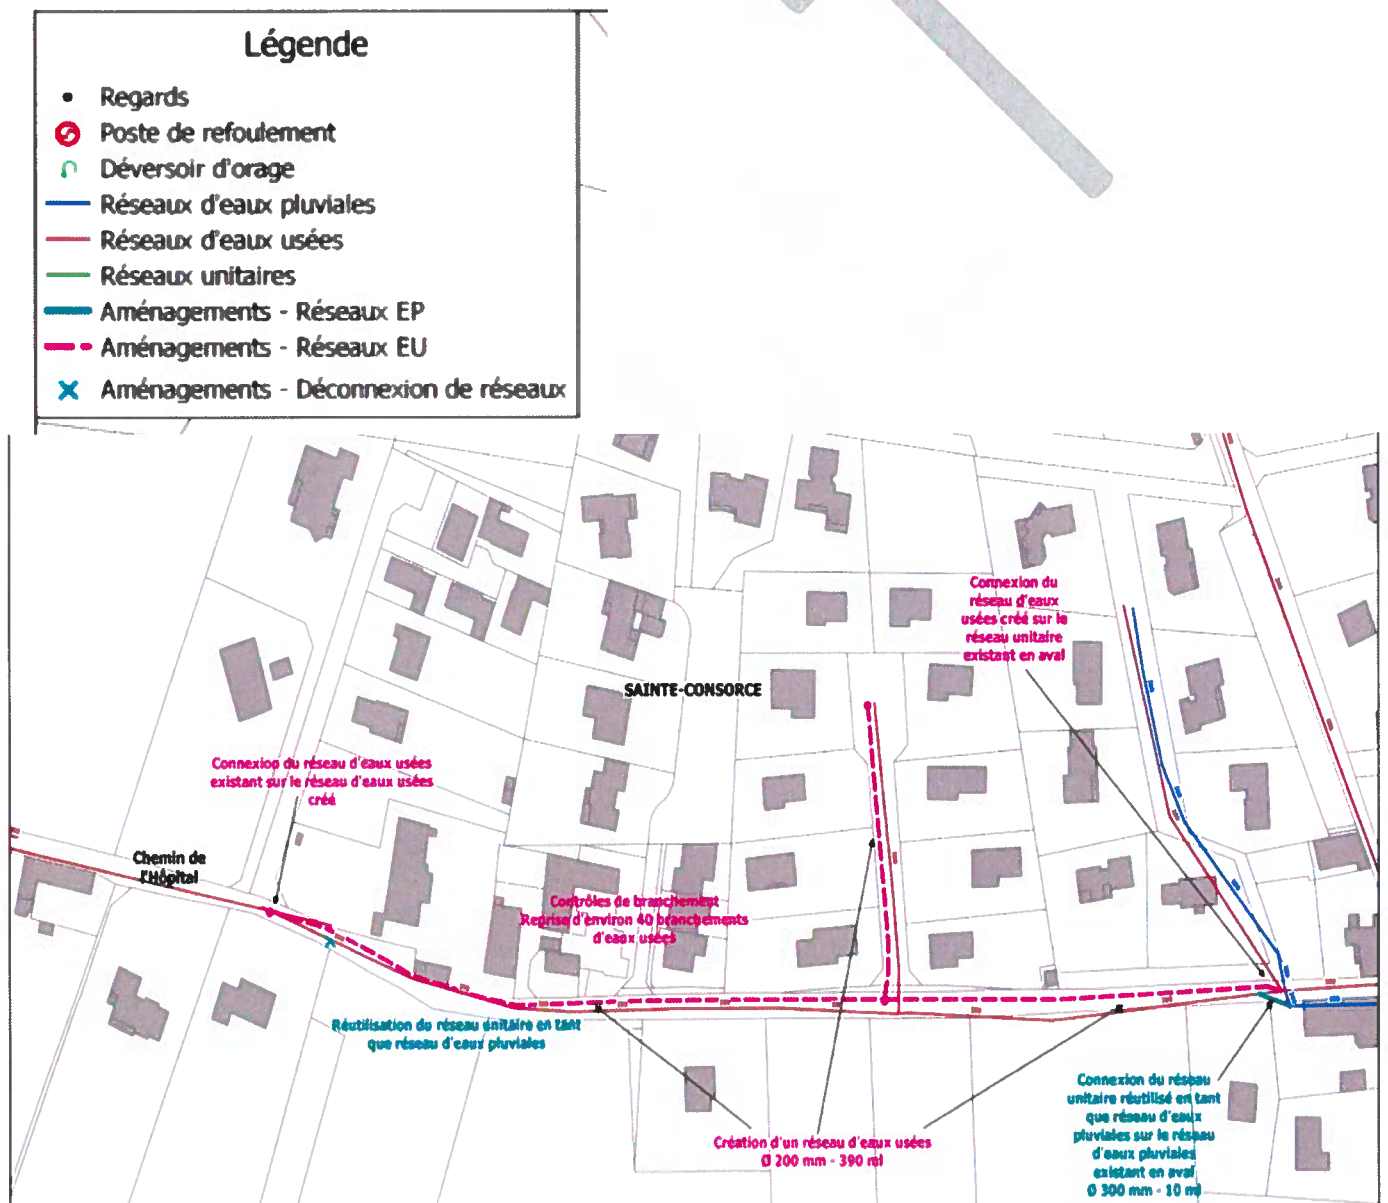 Légende
Regards
Poste de refoulement
Déversoir d'orage
Réseaux d'eaux pluviales
Réseaux d'eaux usées
Réseaux unitaires
Aménagements - Réseaux EP
Aménagements - Réseaux EU
Aménagements - Déconnexion de réseaux
Connexion du
réseau d'eaux
usées créé sur le
réseau unitaire
existant en aval
SAINTE-CONSORCE
Connexion du réseau d'eaux usées
existant sur le réseau d'eaux usées
créé
Chemin de
l'Hôpital
Contrôles de branchement
Reprise d'environ 40 branchements
d'eaux usées
Réutilisation du réseau unitaire en tant
que réseau d'eaux pluviales
Création d'un réseau d'eaux usées
Ø 200 mm - 390 ml
Connexion du réseau
unitaire réutilisé en tant
que réseau d'eaux
pluviales sur le réseau
d'eaux pluviales
existant en aval
Ø 300 mm - 10 ml